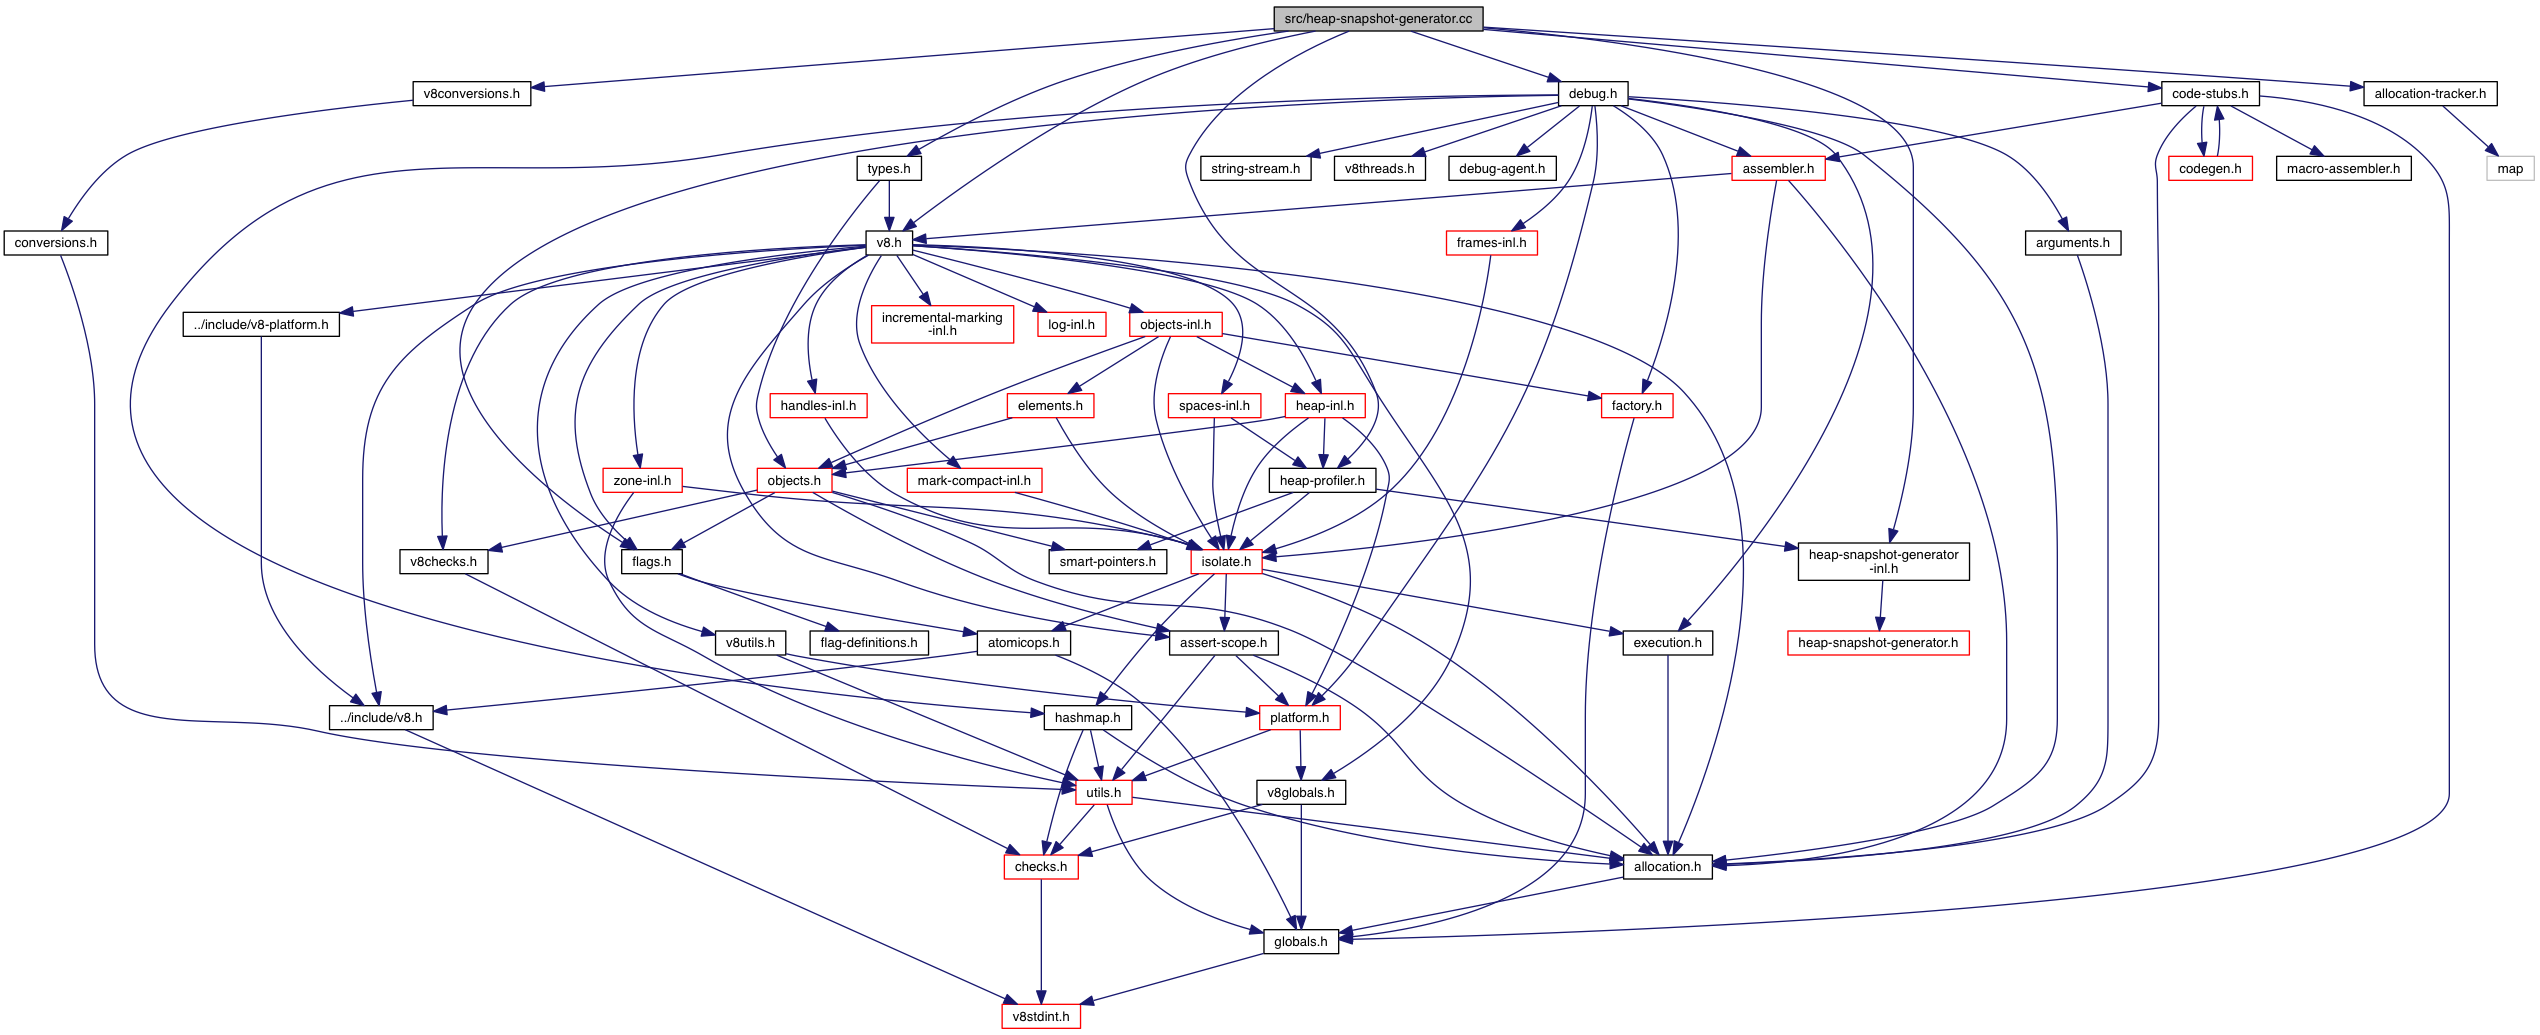 src/heap-snapshot-generator.cc
v8conversions.h
debug.h
code-stubs.h
allocation-tracker.h
types.h
string-stream.h
v8threads.h
debug-agent.h
assembler.h
codegen.h
macro-assembler.h
map
conversions.h
v8.h
frames-inl.h
arguments.h
../include/v8-platform.h
incremental-marking
-inl.h
log-inl.h
objects-inl.h
handles-inl.h
elements.h
spaces-inl.h
heap-inl.h
factory.h
zone-inl.h
objects.h
mark-compact-inl.h
heap-profiler.h
v8checks.h
flags.h
smart-pointers.h
isolate.h
heap-snapshot-generator
-inl.h
v8utils.h
flag-definitions.h
atomicops.h
assert-scope.h
execution.h
heap-snapshot-generator.h
../include/v8.h
hashmap.h
platform.h
utils.h
v8globals.h
checks.h
allocation.h
globals.h
v8stdint.h